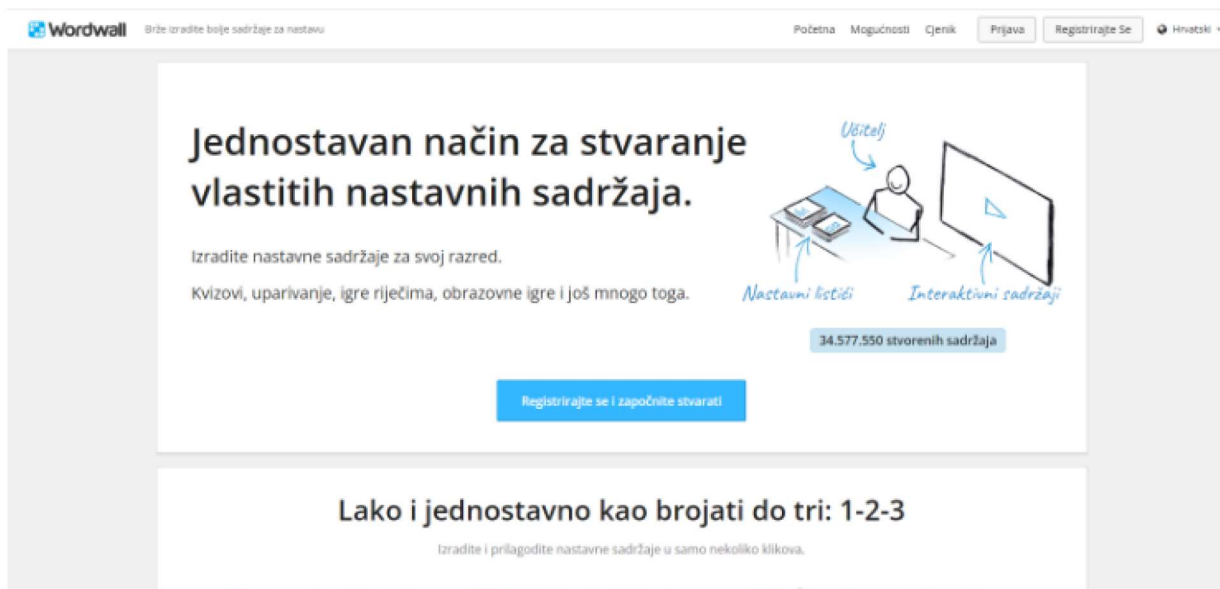 Wordwall Brže izradite bolje sadržaje za nastavu Početna Mogućnosti Cjenik Prijava Registrirajte Se Hrvatski
Jednostavan način za stvaranje
vlastitih nastavnih sadržaja.
Izradite nastavne sadržaje za svoj razred.
Kvizovi, uparivanje, igre riječima, obrazovne igre i još mnogo toga.
Učitelj
Nastavni listići
Interaktivni sadržaji
34.577.550 stvorenih sadržaja
Registrirajte se i započnite stvarati
Lako i jednostavno kao brojati do tri: 1-2-3
Izradite i prilagodite nastavne sadržaje u samo nekoliko klikova.